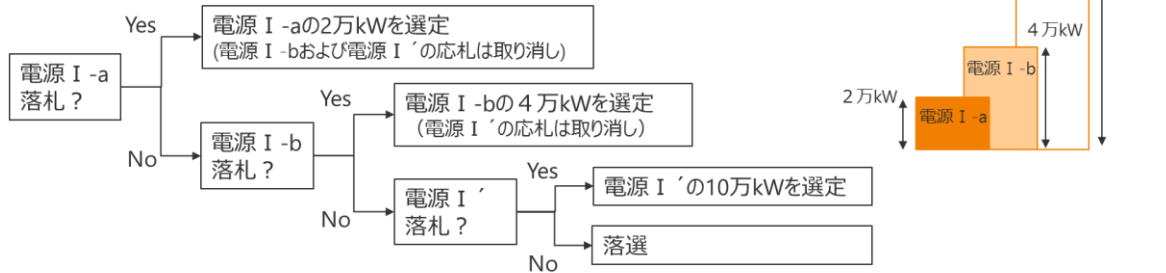 Yes
電源Ⅰ-aの2万kWを選定
(電源Ⅰ-bおよび電源Ⅰ´の応札は取り消し)
電源Ⅰ-a
落札？
No
Yes
電源Ⅰ-bの４万kWを選定
（電源Ⅰ´の応札は取り消し）
電源Ⅰ-b
落札？
No
Yes
電源Ⅰ´の10万kWを選定
電源Ⅰ´
落札？
No
落選
４万kW
電源Ⅰ-b
２万kW
電源Ⅰ-a